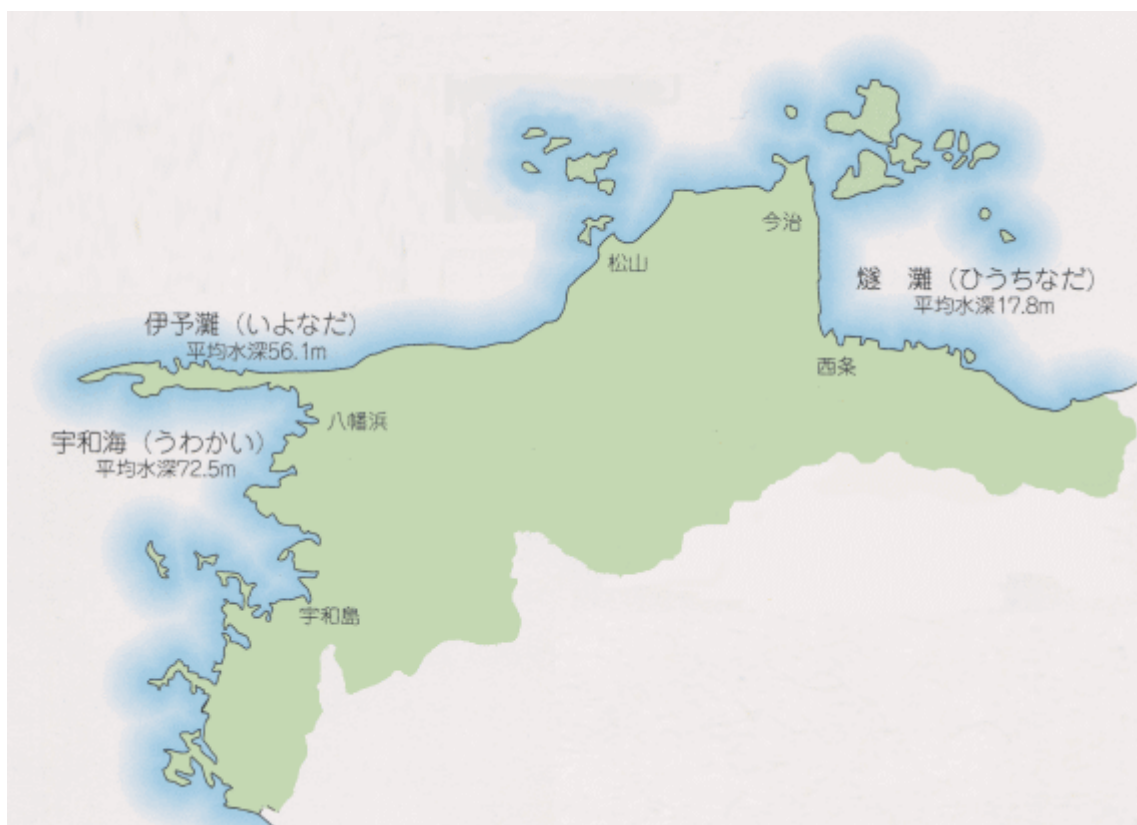 今治
松山
燧　灘（ひうちなだ）
平均水深17.8m
伊予灘（いよなだ）
平均水深56.1m
西条
八幡浜
宇和海（うわかい）
平均水深72.5m
宇和島